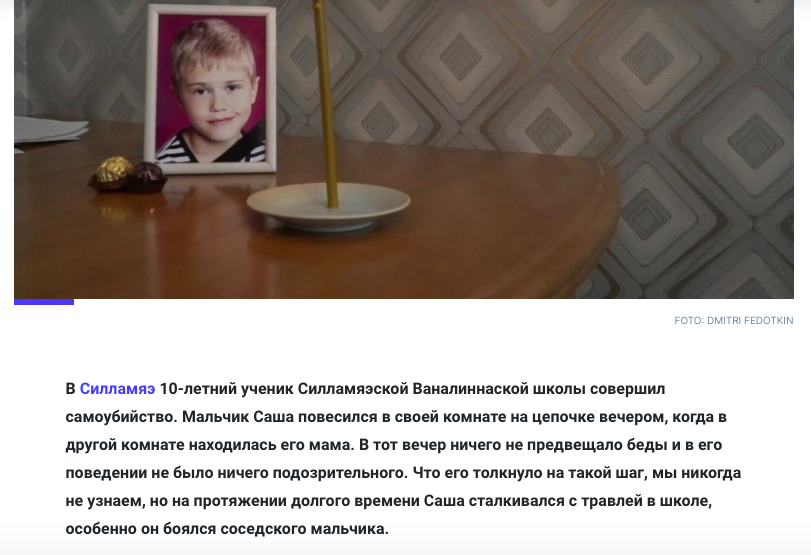 FOTO: DMITRI FEDOTKIN
В Силламяэ 10-летний ученик Силламяэской Ваналиннаской школы совершил
самоубийство. Мальчик Саша повесился в своей комнате на цепочке вечером, когда в
другой комнате находилась его мама. В тот вечер ничего не предвещало беды и в его
поведении не было ничего подозрительного. Что его толкнуло на такой шаг, мы никогда
не узнаем, но на протяжении долгого времени Саша сталкивался с травлей в школе,
особенно он боялся соседского мальчика.